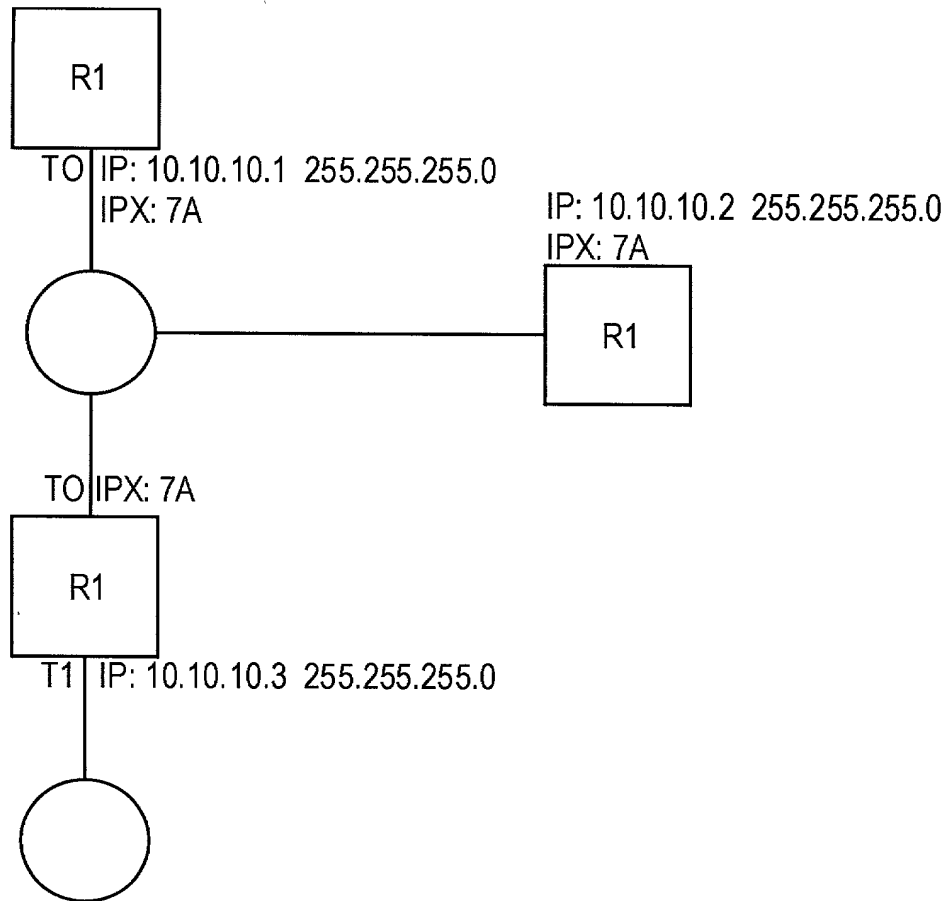 R1
TO IP: 10.10.10.1 255.255.255.0
IPX: 7A
IP: 10.10.10.2 255.255.255.0
IPX: 7A
R1
TO IPX: 7A
R1
T1 IP: 10.10.10.3 255.255.255.0